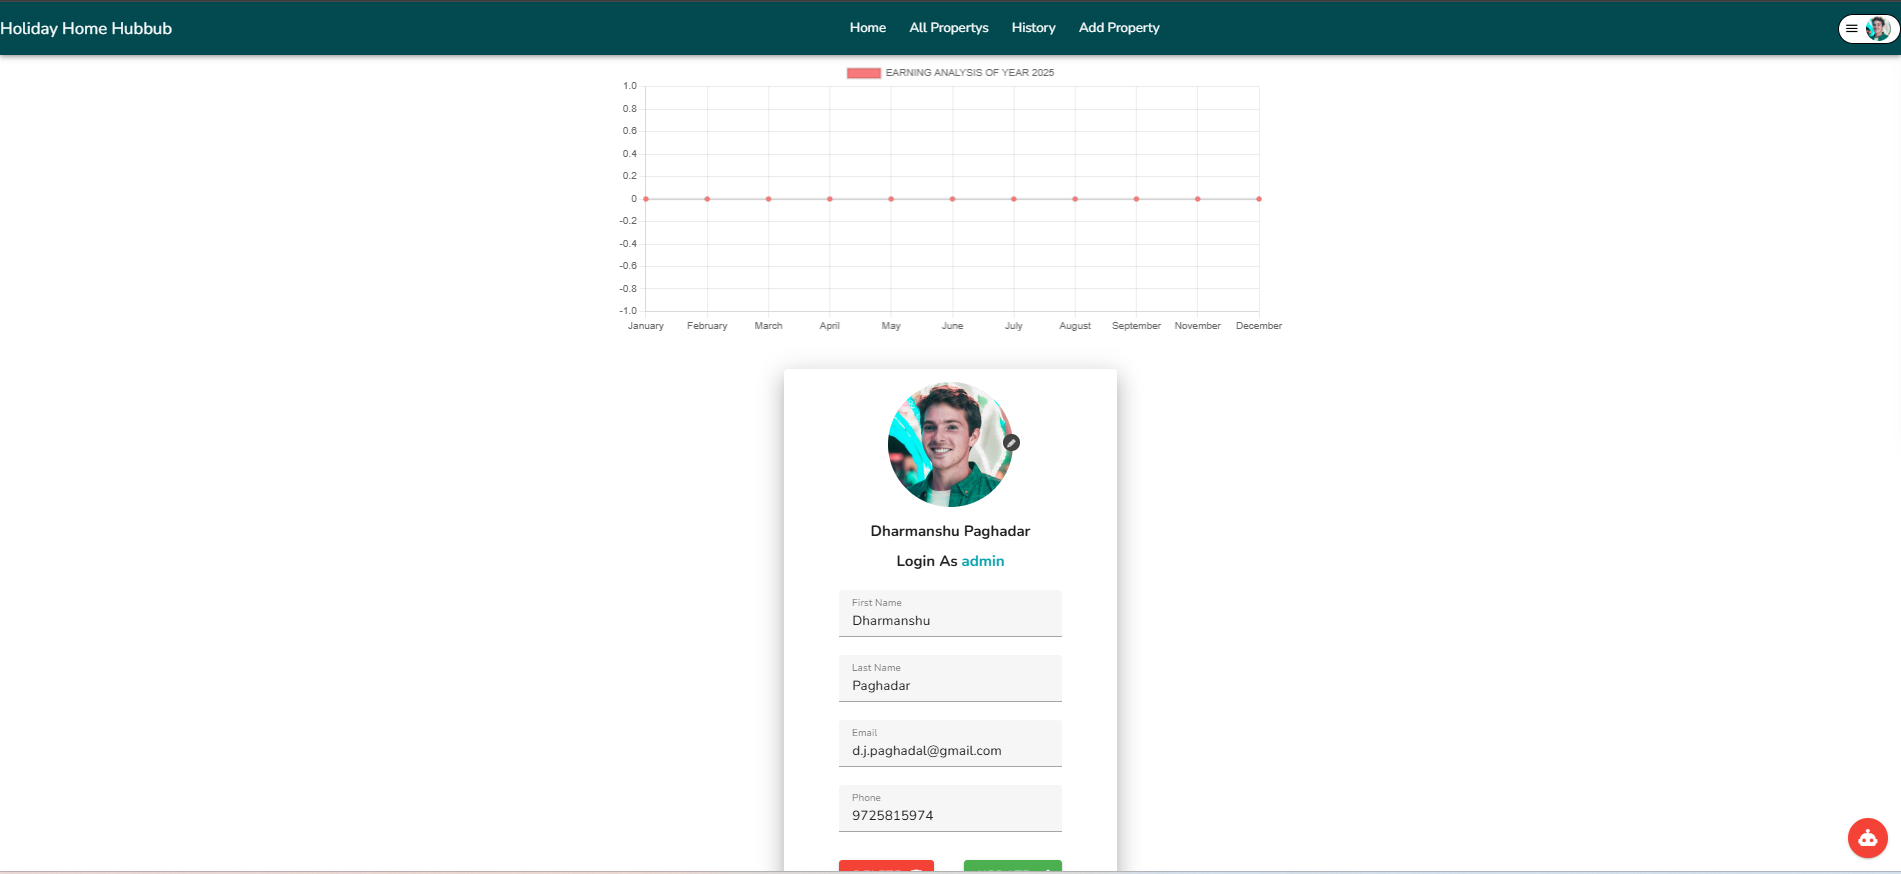 Holiday Home Hubbub
Home All Propertys History Add Property
EARNING ANALYSIS OF YEAR 2025
1.0
0.8
0.6
0.4
0.2
0
-0.2
-0.4
-0.6
-0.8
-1.0
January February March April May June July August September November December
Dharmanshu Paghadar
Login As admin
First Name
Dharmanshu
Last Name
Paghadar
Email
d.j.paghadal@gmail.com
Phone
9725815974